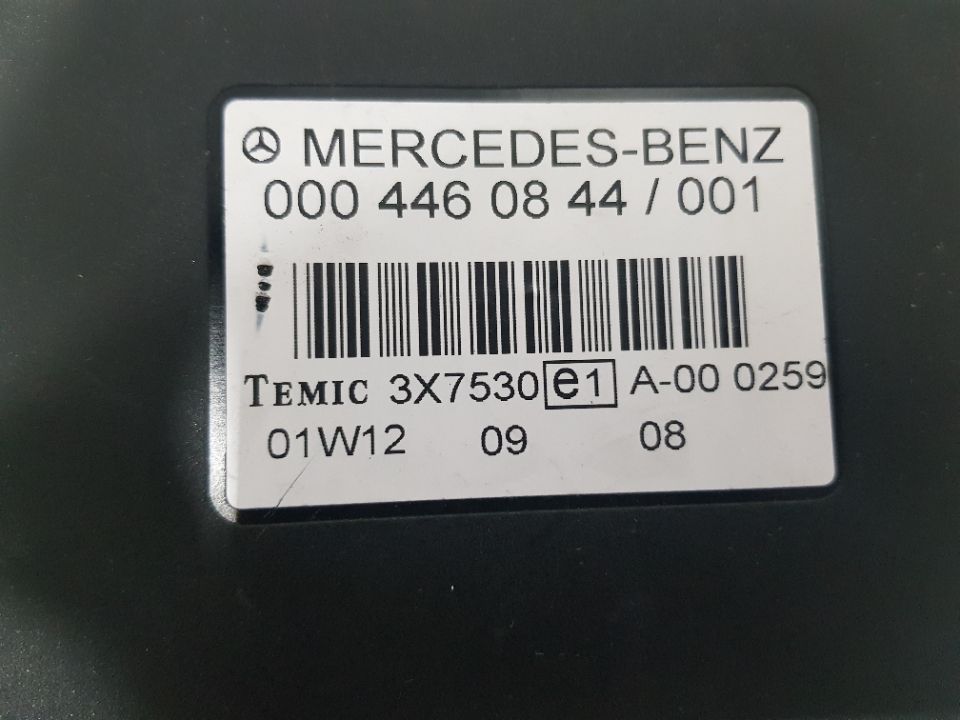 MERCEDES-BENZ
000 446 08 44 / 001
TEMIC 3X7530 e1 A-00 0259
01W12 09 08